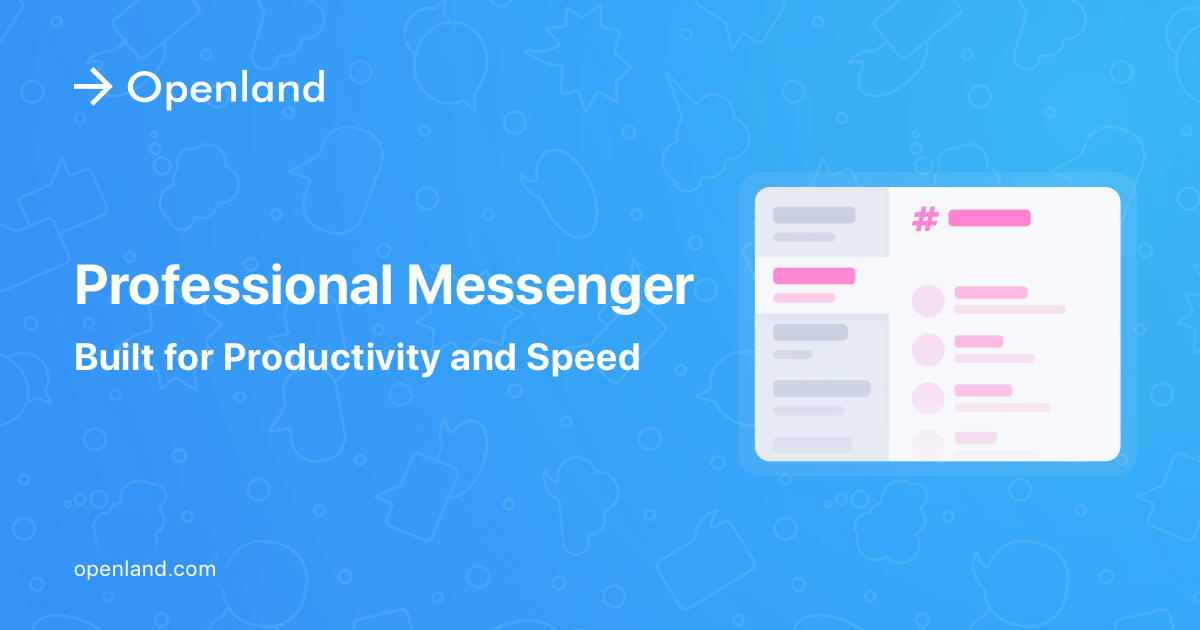 → Openland
Professional Messenger
Built for Productivity and Speed
#
openland.com